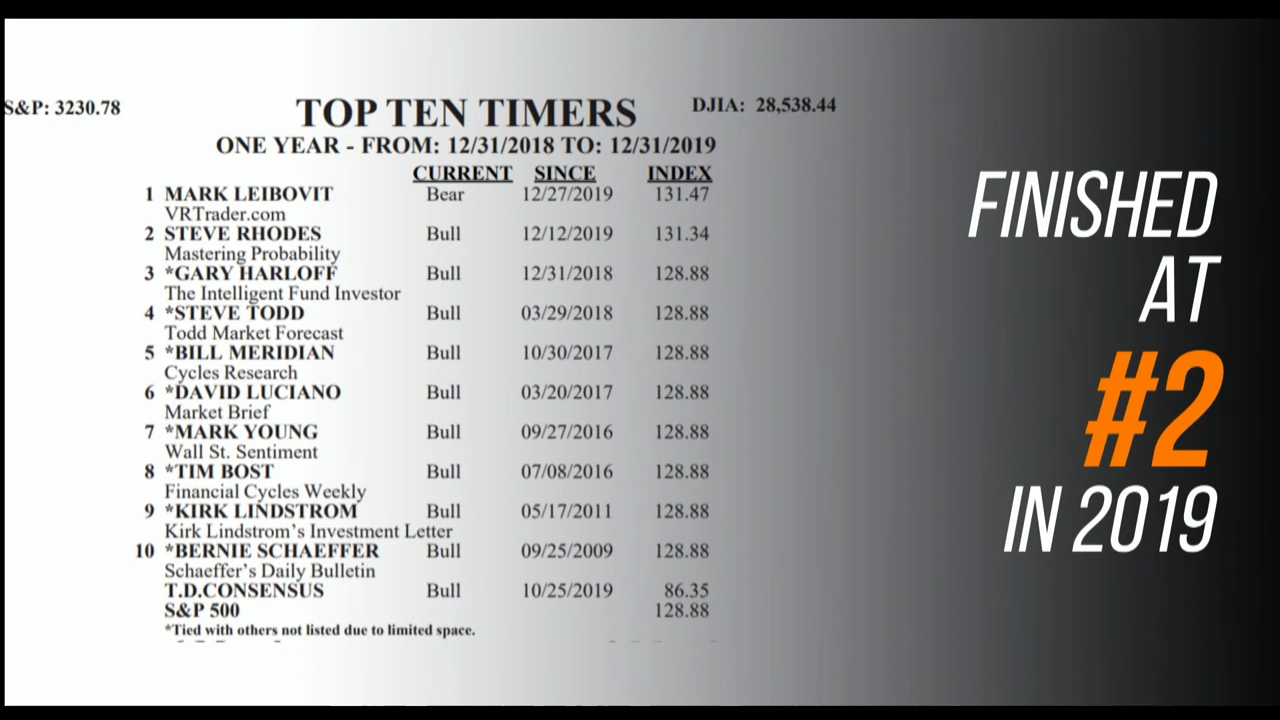 S&P: 3230.78
TOP TEN TIMERS
DJIA: 28,538.44
ONE YEAR - FROM: 12/31/2018 TO: 12/31/2019
CURRENT SINCE INDEX
1 MARK LEIBOVIT Bear 12/27/2019 131.47
VRTrader.com
2 STEVE RHODES Bull 12/12/2019 131.34
Mastering Probability
3 *GARY HARLOFF Bull 12/31/2018 128.88
The Intelligent Fund Investor
4 *STEVE TODD Bull 03/29/2018 128.88
Todd Market Forecast
5 *BILL MERIDIAN Bull 10/30/2017 128.88
Cycles Research
6 *DAVID LUCIANO Bull 03/20/2017 128.88
Market Brief
7 *MARK YOUNG Bull 09/27/2016 128.88
Wall St. Sentiment
8 *TIM BOST Bull 07/08/2016 128.88
Financial Cycles Weekly
9 *KIRK LINDSTROM Bull 05/17/2011 128.88
Kirk Lindstrom's Investment Letter
10 *BERNIE SCHAEFFER Bull 09/25/2009 128.88
Schaeffer's Daily Bulletin
T.D.CONSENSUS Bull 10/25/2019 86.35
S&P 500 128.88
*Tied with others not listed due to limited space.
FINISHED
AT
#2
IN 2019